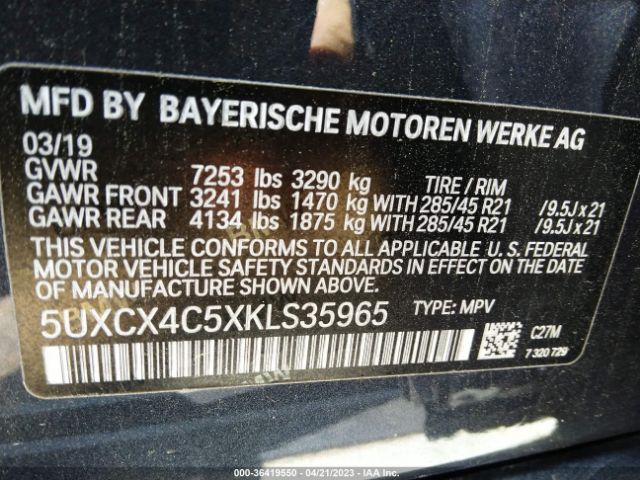 MFD BY BAYERISCHE MOTOREN WERKE AG
03/19
GVWR 7253 lbs 3290 kg TIRE / RIM
GAWR FRONT 3241 lbs 1470 kg WITH 285/45 R21 /9.5J x 21
GAWR REAR 4134 lbs 1875 kg WITH 285/45 R21 /9.5J x 21
THIS VEHICLE CONFORMS TO ALL APPLICABLE U. S. FEDERAL
MOTOR VEHICLE SAFETY STANDARDS IN EFFECT ON THE
DATE OF MANUFACTURE SHOWN ABOVE.
5UXCX4C5XKLS35965 TYPE: MPV
C27M
7 320 729
000-36419550 - 04/21/2023 - IAA Inc.